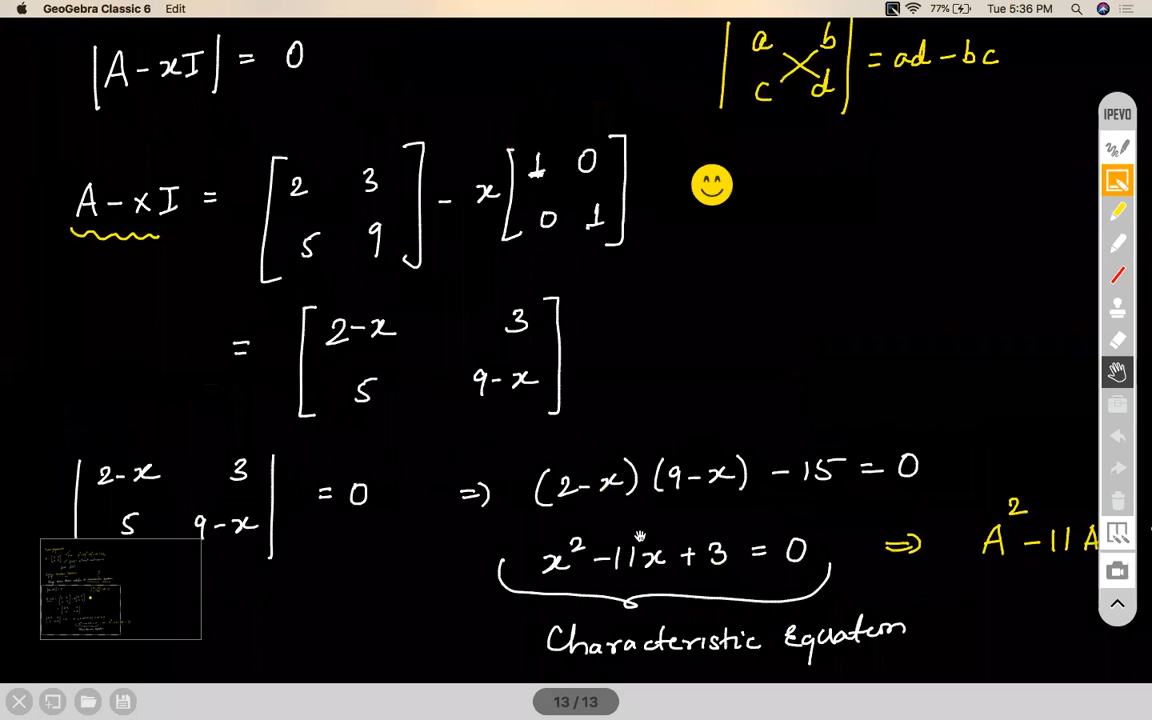 GeoGebra Classic 6 Edit 77% Tue 5:36 PM
|A - xI| = 0
|a b; c d| = ad - bc
IPEVO
A - xI = [2 3; 5 9] - x [1 0; 0 1]
= [2-x 3; 5 9-x]
|2-x 3; 5 9-x| = 0 ⇒ (2-x)(9-x) - 15 = 0
x² - 11x + 3 = 0 ⇒ A² - 11A
Characteristic Equation
13 / 13